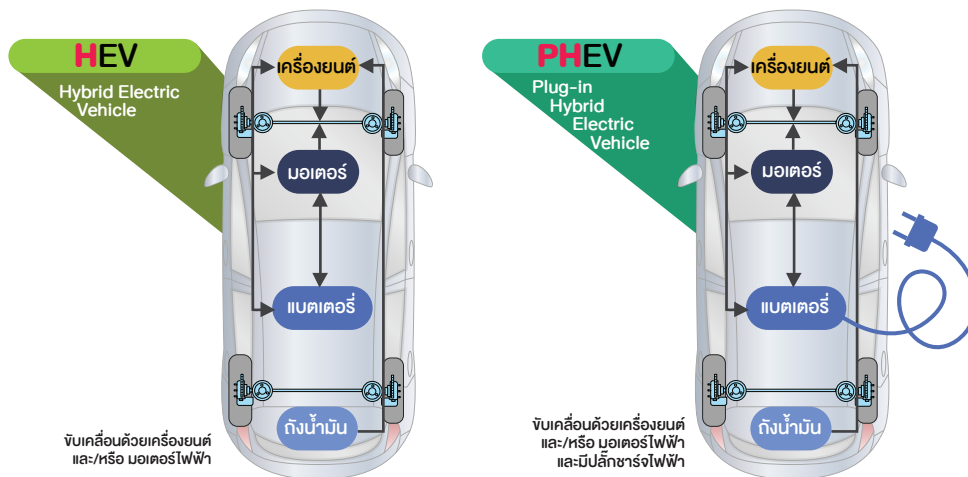 HEV
Hybrid Electric
Vehicle
เครื่องยนต์
มอเตอร์
แบตเตอรี่
ถังน้ำมัน
ขับเคลื่อนด้วยเครื่องยนต์
และ/หรือ มอเตอร์ไฟฟ้า
PHEV
Plug-in
Hybrid
Electric
Vehicle
เครื่องยนต์
มอเตอร์
แบตเตอรี่
ถังน้ำมัน
ขับเคลื่อนด้วยเครื่องยนต์
และ/หรือ มอเตอร์ไฟฟ้า
และมีปลั๊กชาร์จไฟฟ้า